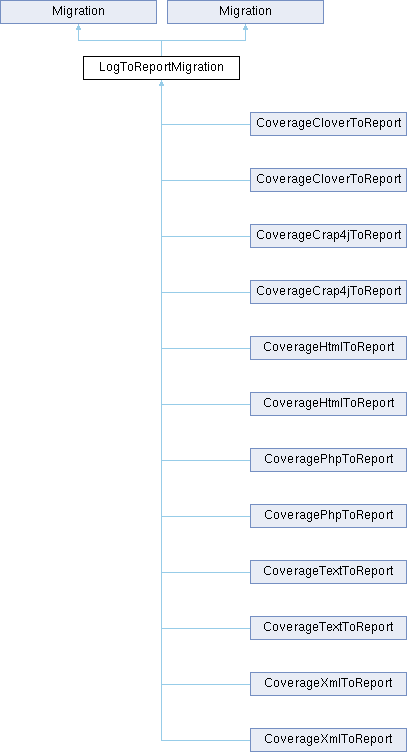 Migration
Migration
LogToReportMigration
CoverageCloverToReport
CoverageCloverToReport
CoverageCrap4jToReport
CoverageCrap4jToReport
CoverageHtmlToReport
CoverageHtmlToReport
CoveragePhpToReport
CoveragePhpToReport
CoverageTextToReport
CoverageTextToReport
CoverageXmlToReport
CoverageXmlToReport